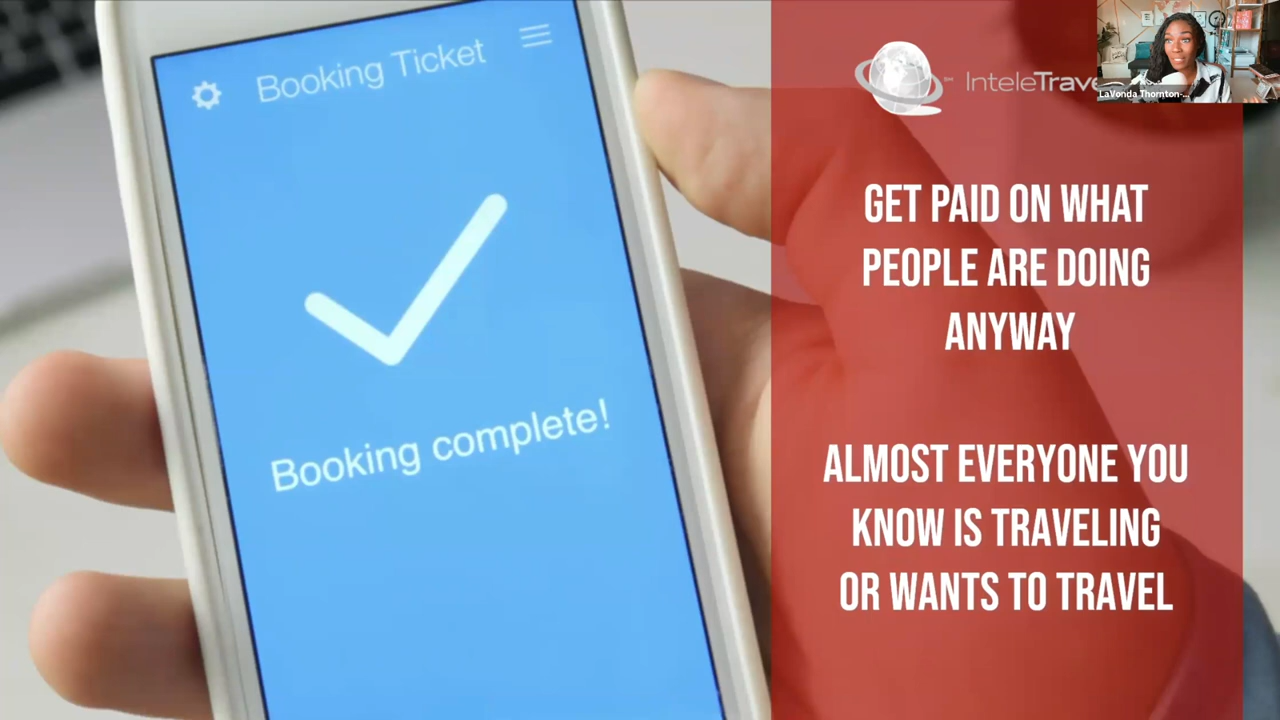 Booking Ticket
Booking complete!
InteleTrave
LaVonda Thornton-...
GET PAID ON WHAT
PEOPLE ARE DOING
ANYWAY
ALMOST EVERYONE YOU
KNOW IS TRAVELING
OR WANTS TO TRAVEL